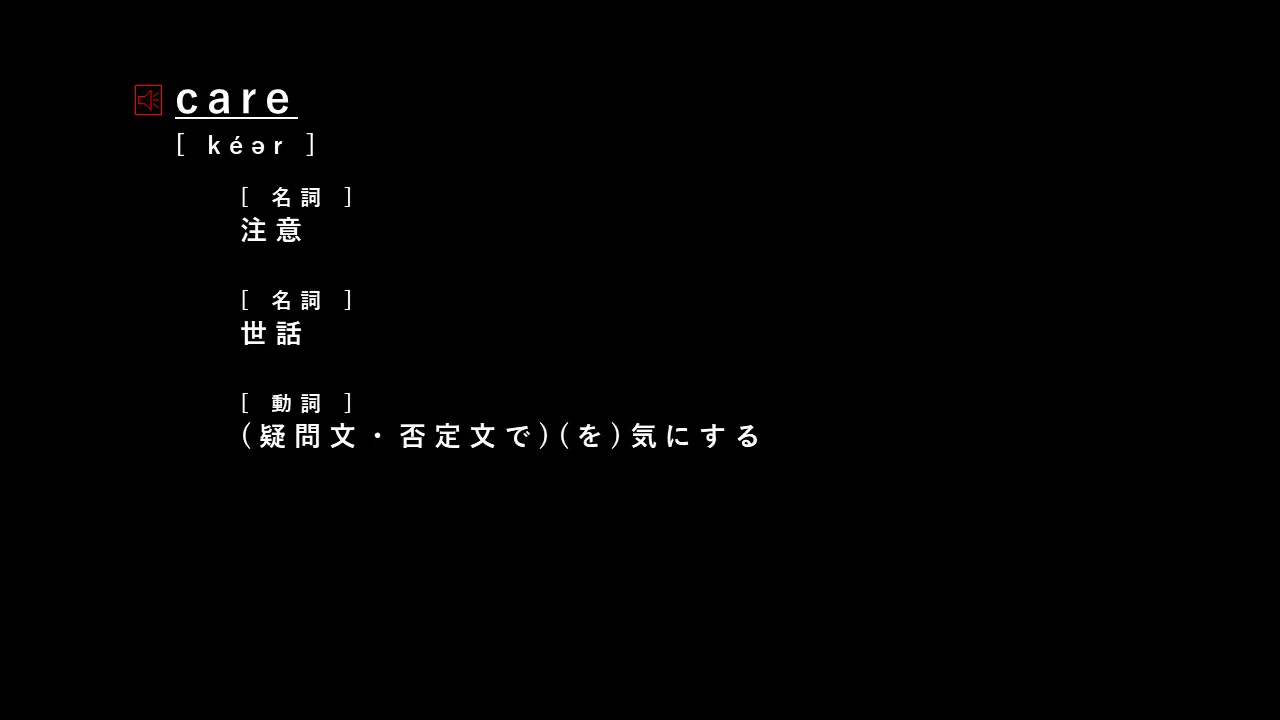 care
[ kéər ]
[ 名詞 ]
注意
[ 名詞 ]
世話
[ 動詞 ]
(疑問文・否定文で)(を)気にする